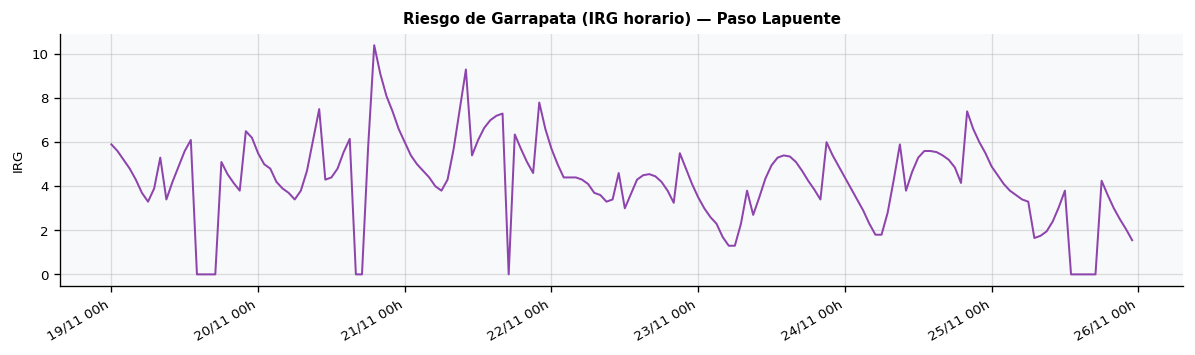 Riesgo de Garrapata (IRG horario) — Paso Lapuente
IRG
10
8
6
4
2
0
19/11 00h
20/11 00h
21/11 00h
22/11 00h
23/11 00h
24/11 00h
25/11 00h
26/11 00h